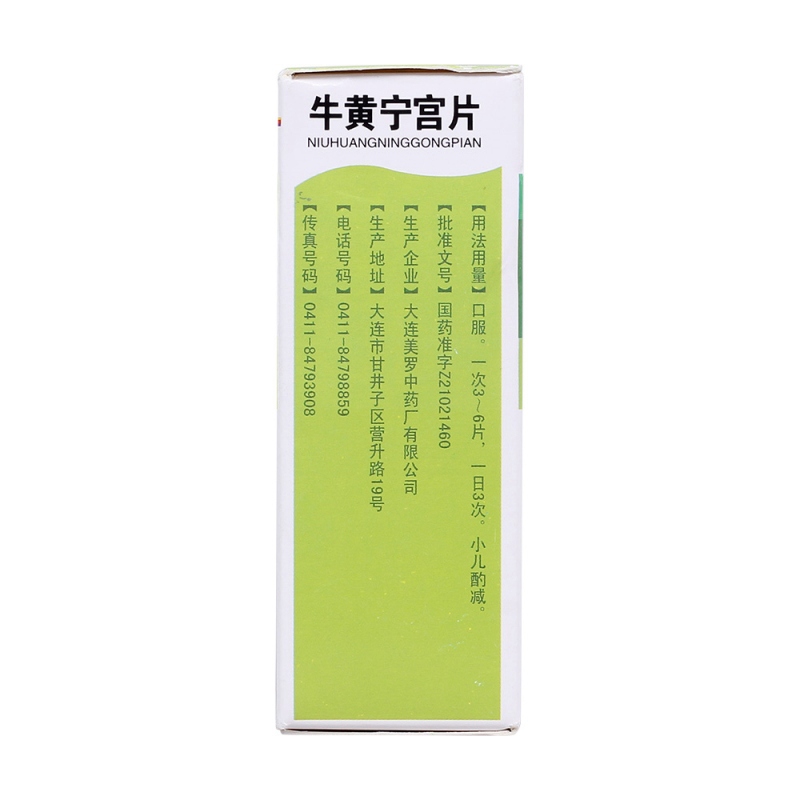 牛黄宁宫片
NIUHUANGNINGGONGPIAN
【用法用量】口服。一次3~6片，一日3次。小儿酌减。
【批准文号】国药准字Z21021460
【生产企业】大连美罗中药厂有限公司
【生产地址】大连市甘井子区营升路19号
【电话号码】0411-84798859
【传真号码】0411-84793908